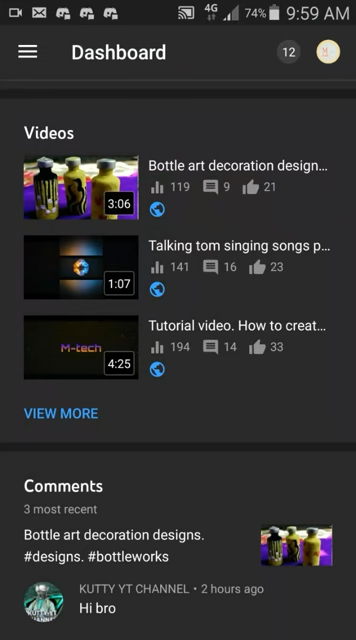 4G 74% 9:59 AM
Dashboard 12
Videos
Bottle art decoration design...
119 9 21
3:06
Talking tom singing songs p...
141 16 23
1:07
Tutorial video. How to creat...
M-tech
194 14 33
4:25
VIEW MORE
Comments
3 most recent
Bottle art decoration designs.
#designs. #bottleworks
KUTTY YT CHANNEL • 2 hours ago
Hi bro